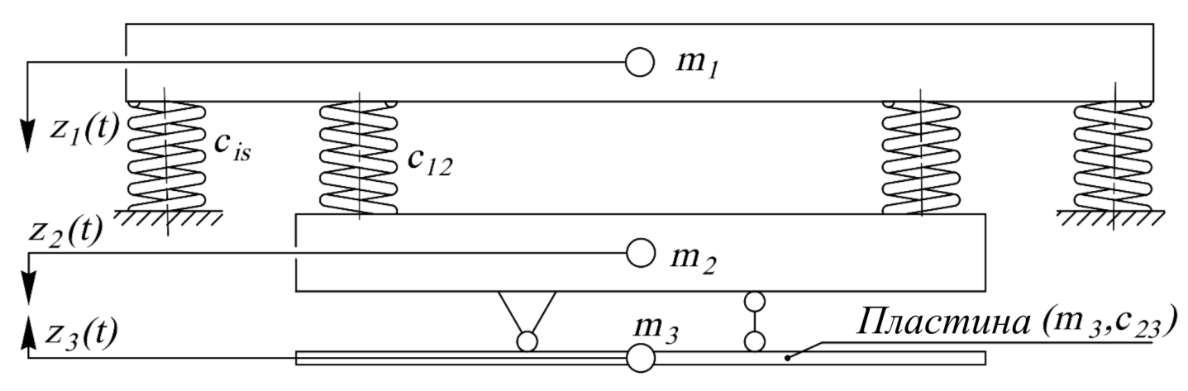 m1
z1(t)
cis
c12
z2(t)
m2
z3(t)
m3
Пластина (m3,c23)